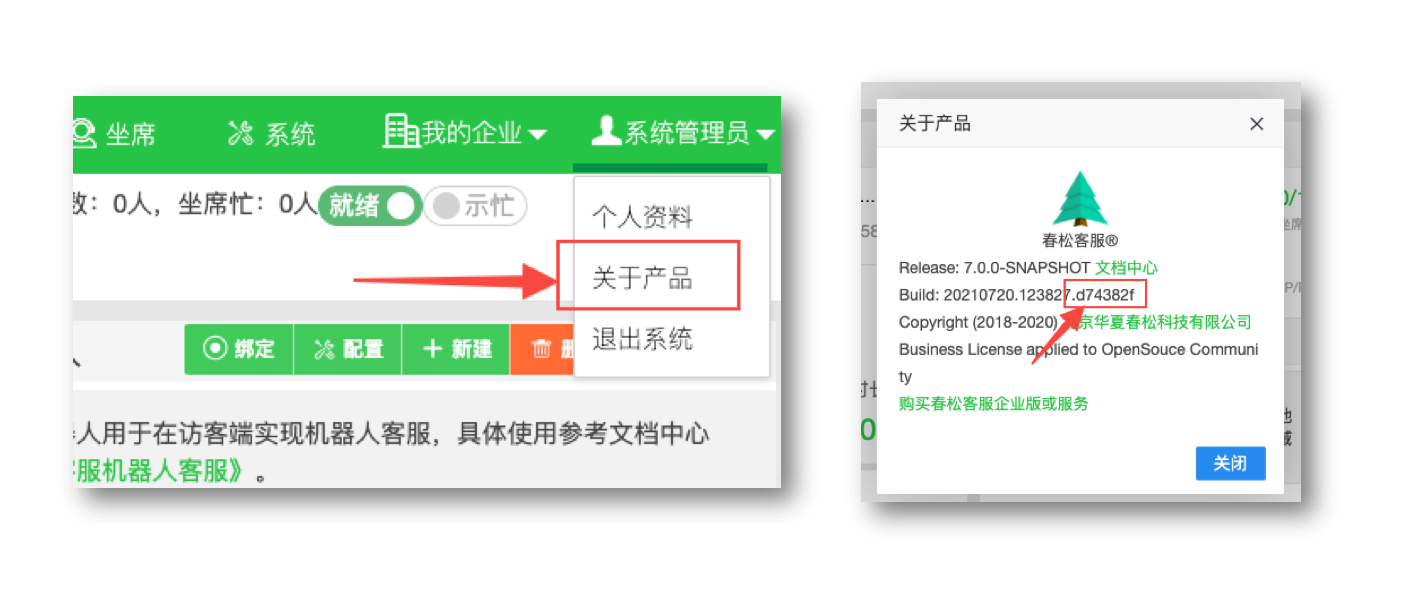 坐席
系统
我的企业
系统管理员
数：0人，坐席忙：0人
就绪
示忙
个人资料
关于产品
退出系统
绑定
配置
新建
人用于在访客端实现机器人客服，具体使用参考文档中心
服机器人客服》。
关于产品
春松客服®
Release: 7.0.0-SNAPSHOT 文档中心
Build: 20210720.123827.d74382f
Copyright (2018-2020) 京华夏春松科技有限公司
Business License applied to OpenSouce Communi
ty
购买春松客服企业版或服务
关闭